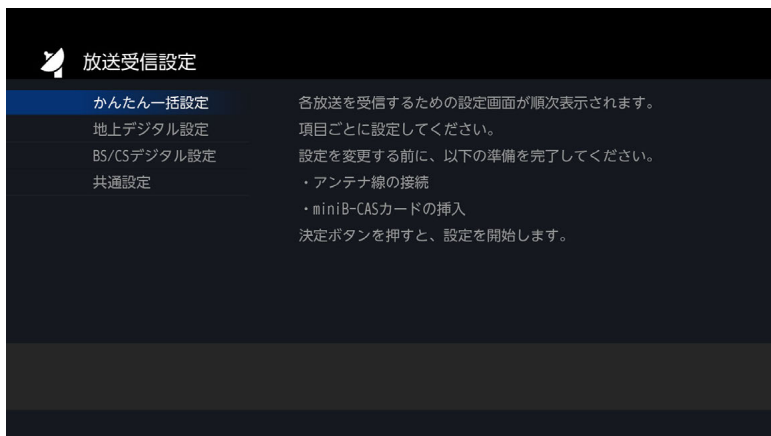 放送受信設定
かんたん一括設定
地上デジタル設定
BS/CSデジタル設定
共通設定
各放送を受信するための設定画面が順次表示されます。
項目ごとに設定してください。
設定を変更する前に、以下の準備を完了してください。
・アンテナ線の接続
・miniB-CASカードの挿入
決定ボタンを押すと、設定を開始します。